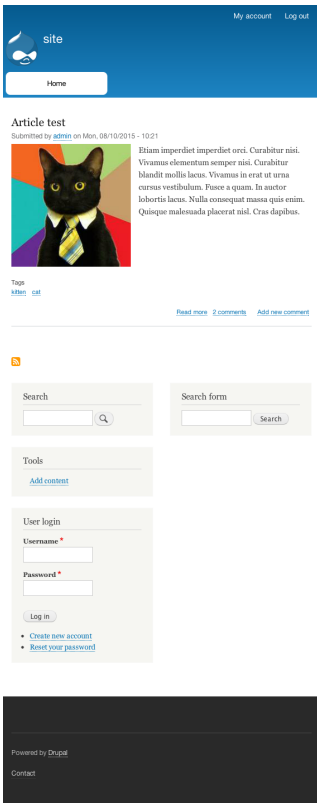 My account Log out
site
Home
Article test
Submitted by admin on Mon, 08/10/2015 - 10:21
Etiam imperdiet imperdiet orci. Curabitur nisi.
Vivamus elementum semper nisi. Curabitur
blandit mollis lacus. Vivamus in erat ut urna
cursus vestibulum. Fusce a quam. In auctor
lobortis lacus. Nulla consequat massa quis enim.
Quisque malesuada placerat nisl. Cras dapibus.
Tags
kitten cat
Read more 2 comments Add new comment
Search
Search form
Search
Tools
Add content
User login
Username *
Password *
Log in
Create new account
Reset your password
Powered by Drupal
Contact